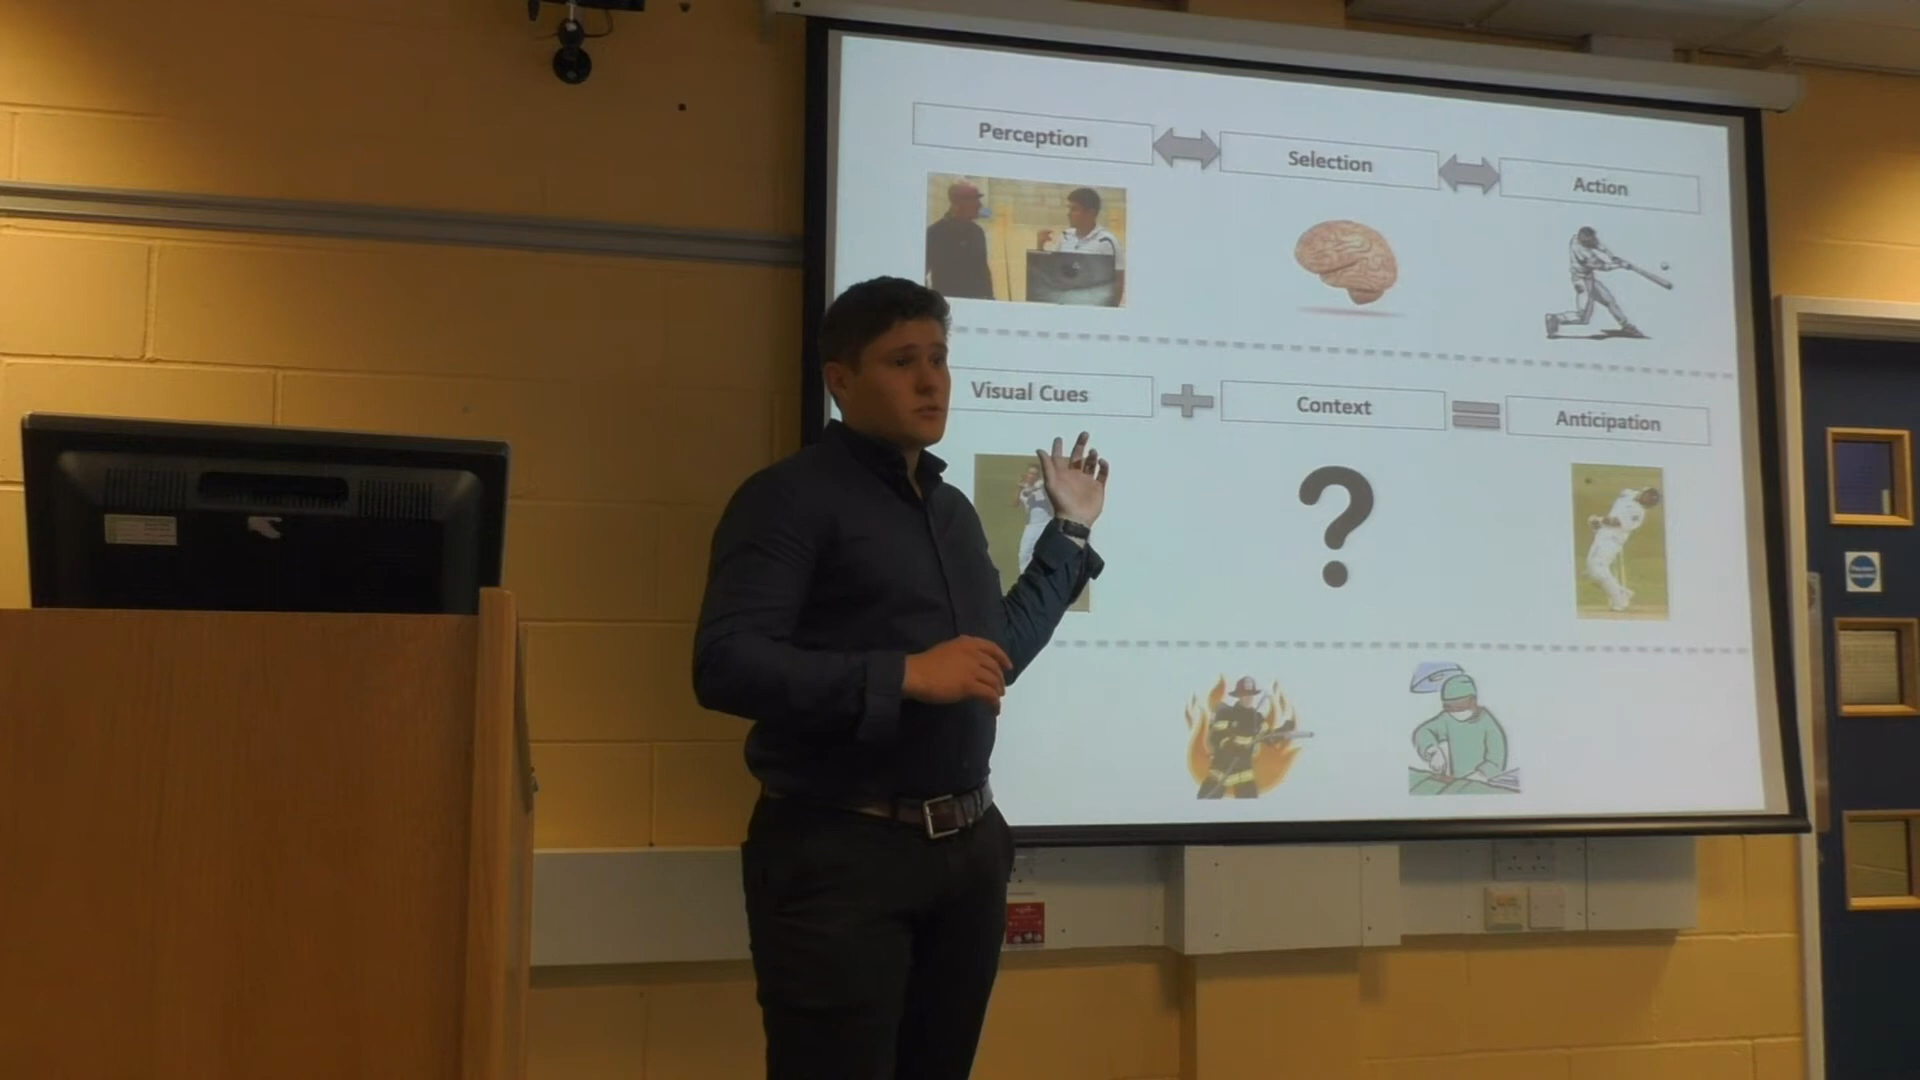 Perception
Selection
Action
Visual Cues
Context
Anticipation
?